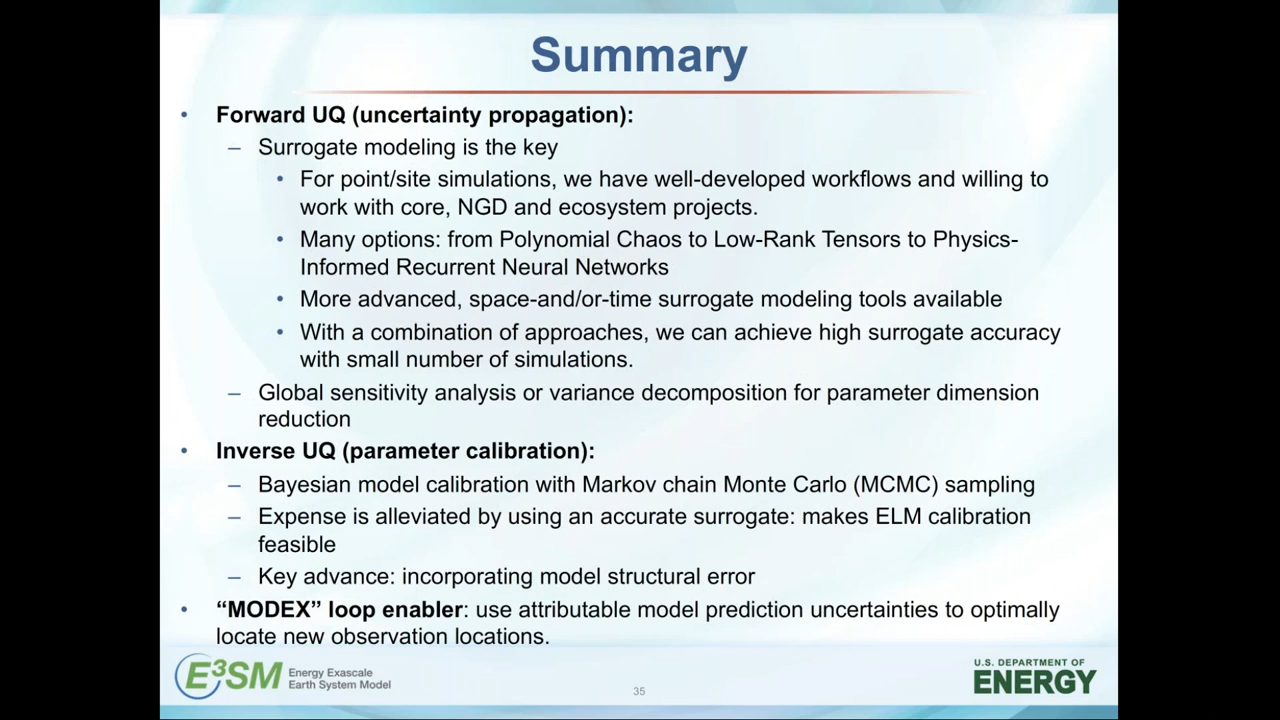 Summary
• Forward UQ (uncertainty propagation):
– Surrogate modeling is the key
• For point/site simulations, we have well-developed workflows and willing to
work with core, NGD and ecosystem projects.
• Many options: from Polynomial Chaos to Low-Rank Tensors to Physics-
Informed Recurrent Neural Networks
• More advanced, space-and/or-time surrogate modeling tools available
• With a combination of approaches, we can achieve high surrogate accuracy
with small number of simulations.
– Global sensitivity analysis or variance decomposition for parameter dimension
reduction
• Inverse UQ (parameter calibration):
– Bayesian model calibration with Markov chain Monte Carlo (MCMC) sampling
– Expense is alleviated by using an accurate surrogate: makes ELM calibration
feasible
– Key advance: incorporating model structural error
• “MODEX” loop enabler: use attributable model prediction uncertainties to optimally
locate new observation locations.
E³SM Energy Exascale
Earth System Model
35
U.S. DEPARTMENT OF
ENERGY